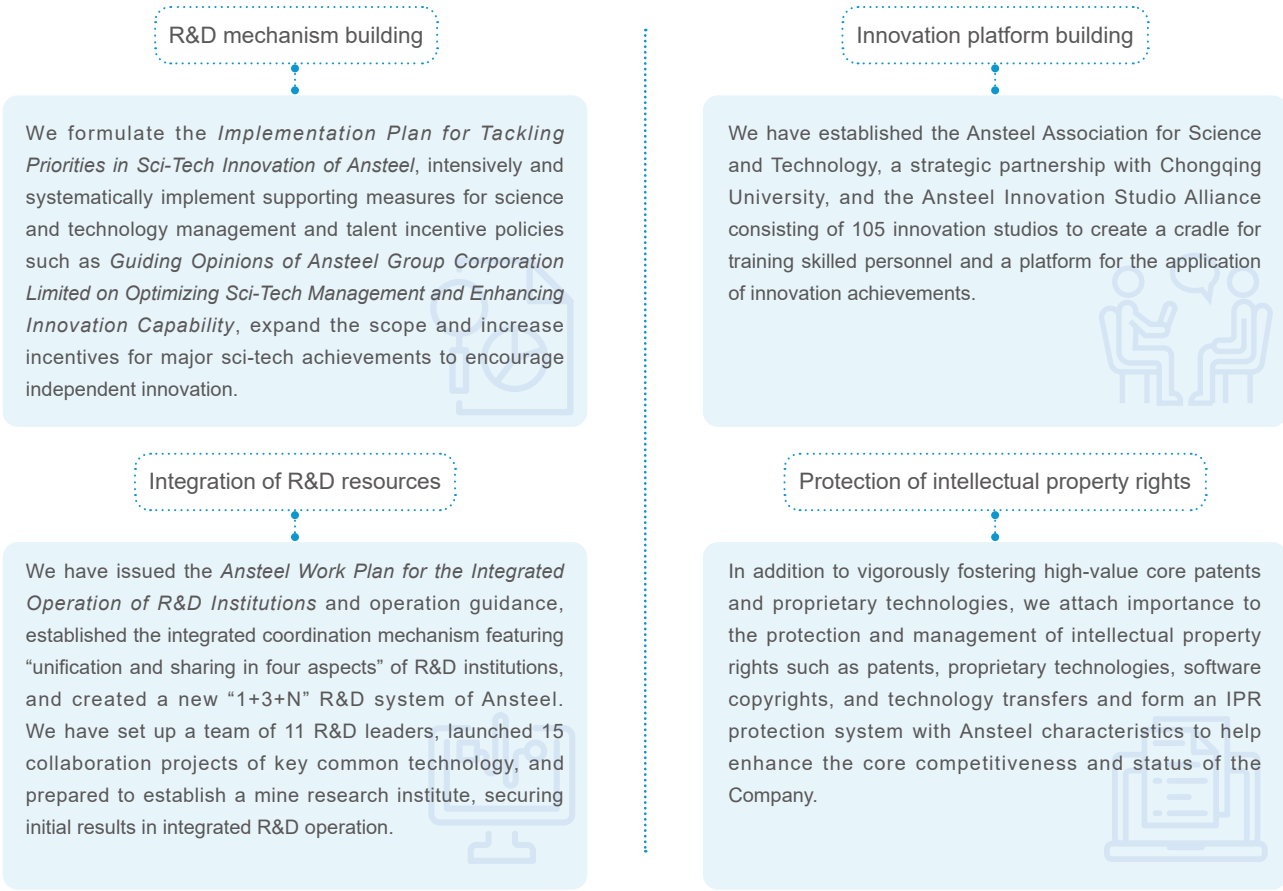 R&D mechanism building
We formulate the Implementation Plan for Tackling
Priorities in Sci-Tech Innovation of Ansteel, intensively and
systematically implement supporting measures for science
and technology management and talent incentive policies
such as Guiding Opinions of Ansteel Group Corporation
Limited on Optimizing Sci-Tech Management and Enhancing
Innovation Capability, expand the scope and increase
incentives for major sci-tech achievements to encourage
independent innovation.
Innovation platform building
We have established the Ansteel Association for Science
and Technology, a strategic partnership with Chongqing
University, and the Ansteel Innovation Studio Alliance
consisting of 105 innovation studios to create a cradle for
training skilled personnel and a platform for the application
of innovation achievements.
Integration of R&D resources
We have issued the Ansteel Work Plan for the Integrated
Operation of R&D Institutions and operation guidance,
established the integrated coordination mechanism featuring
“unification and sharing in four aspects” of R&D institutions,
and created a new “1+3+N” R&D system of Ansteel.
We have set up a team of 11 R&D leaders, launched 15
collaboration projects of key common technology, and
prepared to establish a mine research institute, securing
initial results in integrated R&D operation.
Protection of intellectual property rights
In addition to vigorously fostering high-value core patents
and proprietary technologies, we attach importance to
the protection and management of intellectual property
rights such as patents, proprietary technologies, software
copyrights, and technology transfers and form an IPR
protection system with Ansteel characteristics to help
enhance the core competitiveness and status of the
Company.